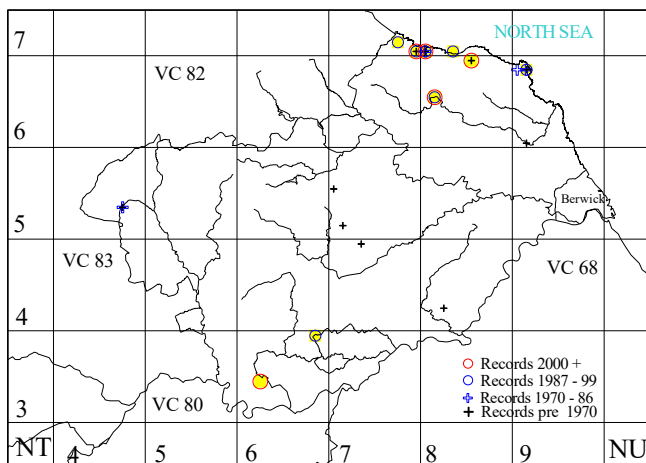 NORTH SEA
7
VC 82
6
Berwick
5
VC 83
VC 68
4
Records 2000 +
Records 1987 - 99
Records 1970 - 86
VC 80
Records pre 1970
3
NT 4 5 6 7 8 9 NU